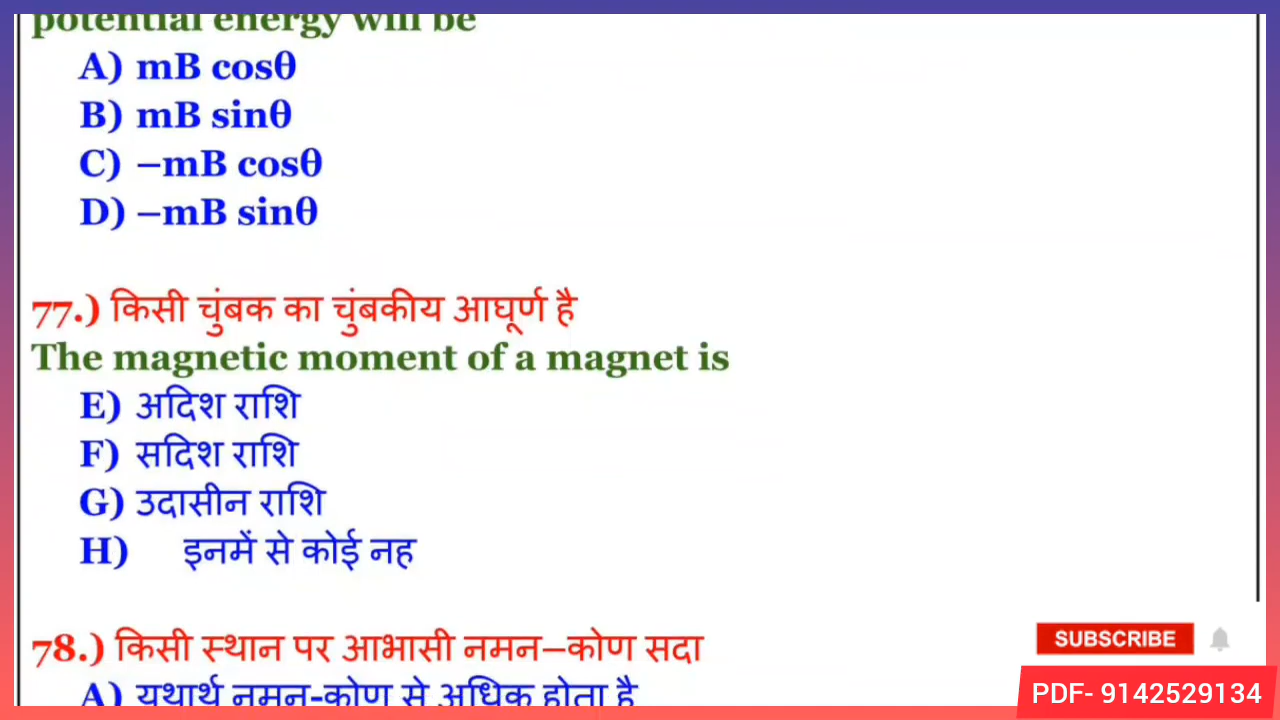 potential energy will be
A) mB cosθ
B) mB sinθ
C) –mB cosθ
D) –mB sinθ
77.) किसी चुंबक का चुंबकीय आघूर्ण है
The magnetic moment of a magnet is
E) अदिश राशि
F) सदिश राशि
G) उदासीन राशि
H) इनमें से कोई नह
78.) किसी स्थान पर आभासी नमन–कोण सदा
A) यथार्थ नमन-कोण से अधिक होता है
SUBSCRIBE
PDF- 9142529134